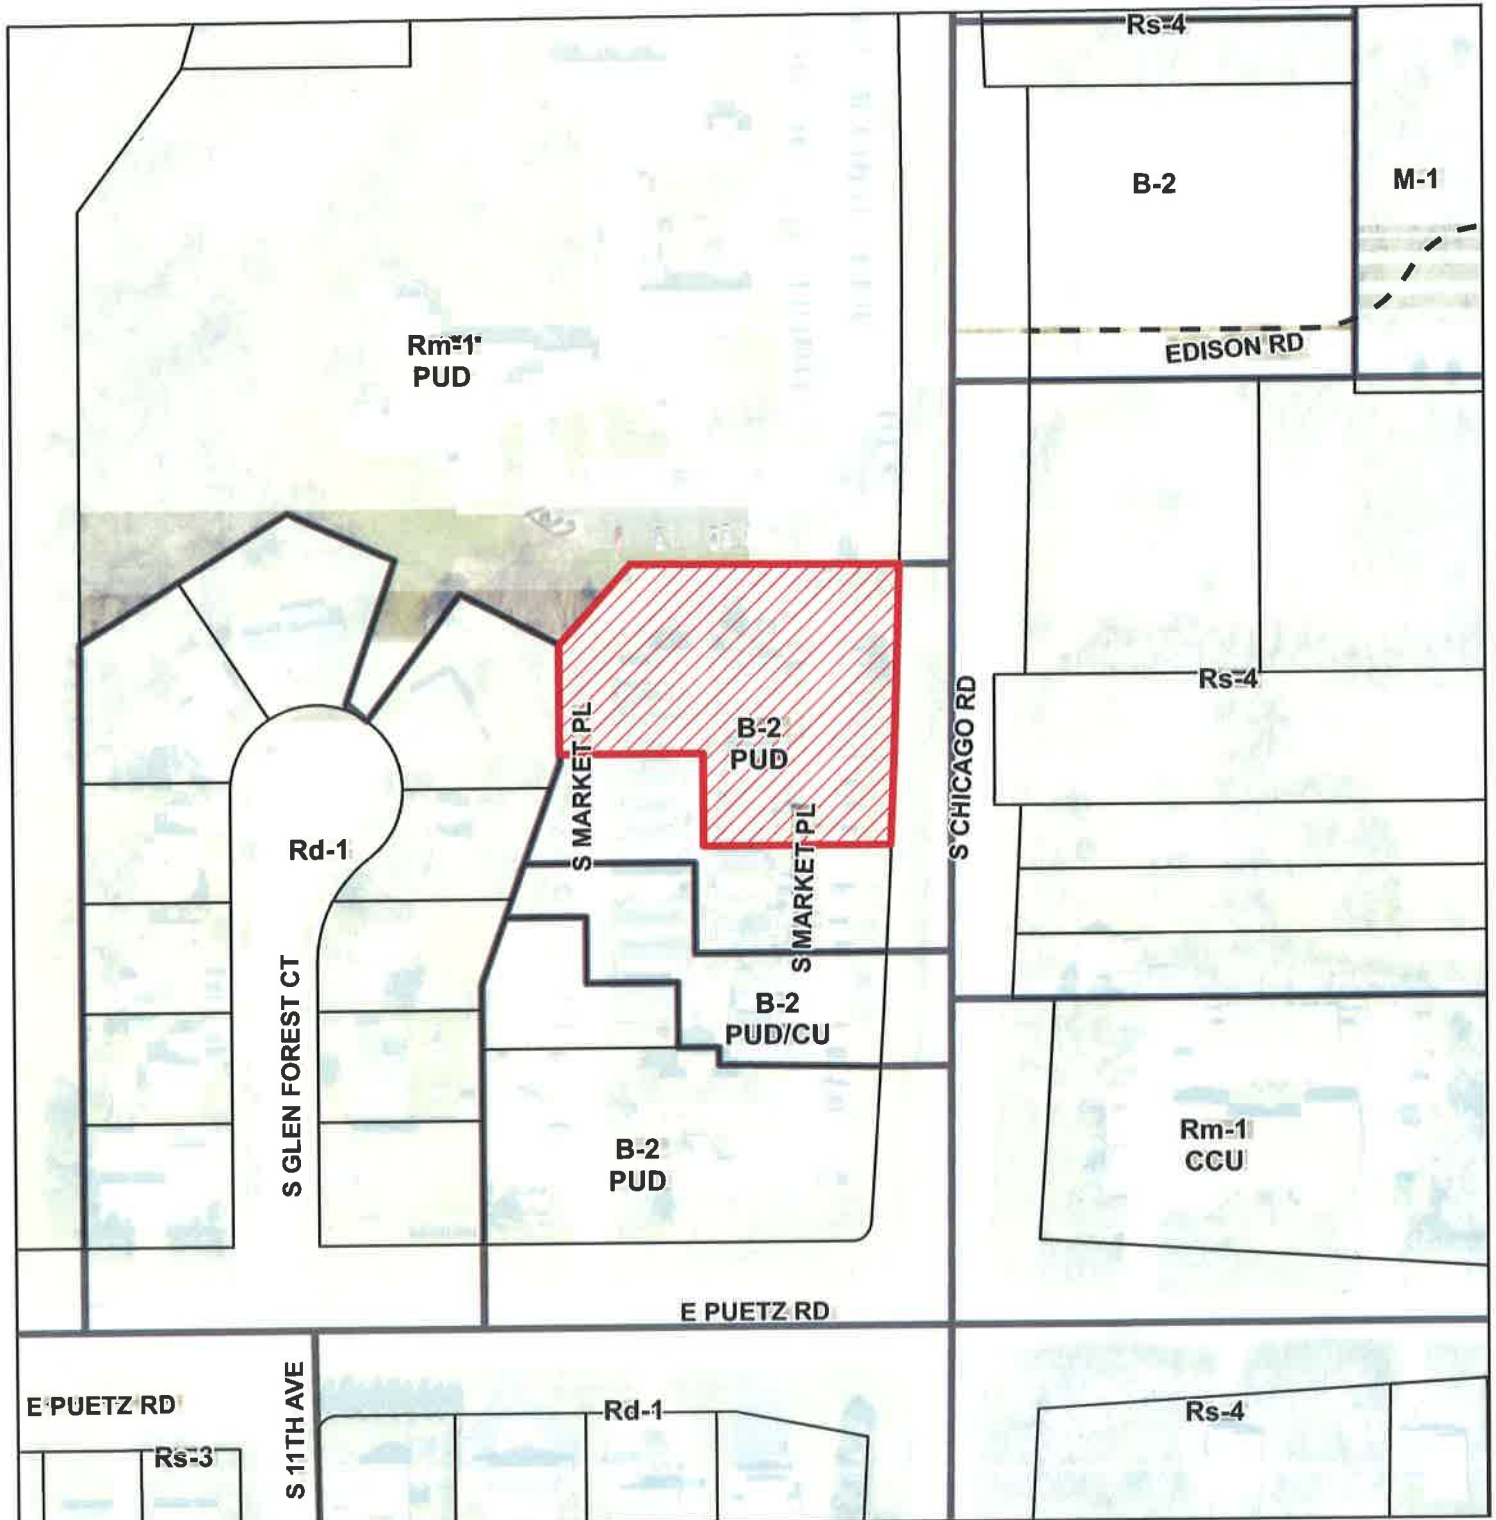 Rs-4
B-2
M-1
Rm-1
PUD
EDISON RD
Rs-4
S MARKET PL
B-2
PUD
S CHICAGO RD
S MARKET PL
Rd-1
S GLEN FOREST CT
B-2
PUD/CU
B-2
PUD
Rm-1
CCU
E PUETZ RD
E PUETZ RD
S 11TH AVE
Rd-1
Rs-4
Rs-3